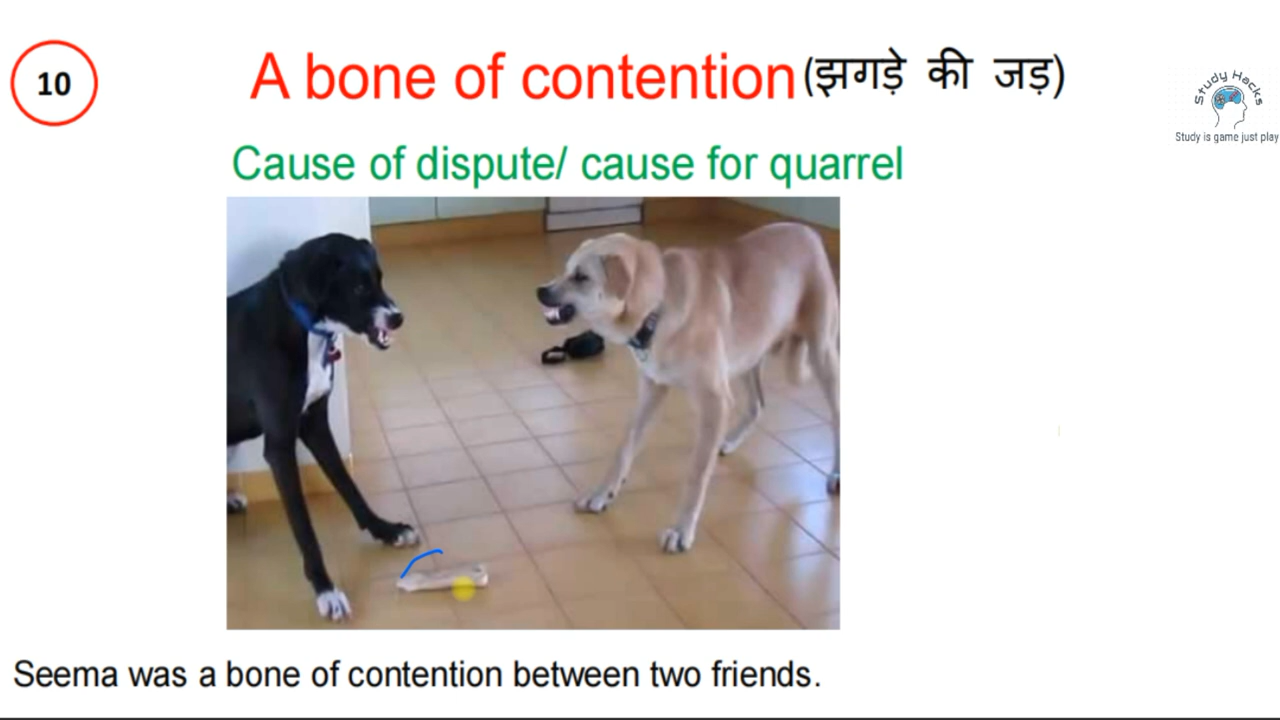 10
A bone of contention (झगड़े की जड़)
Study Hacks
Study is game just play
Cause of dispute/ cause for quarrel
Seema was a bone of contention between two friends.